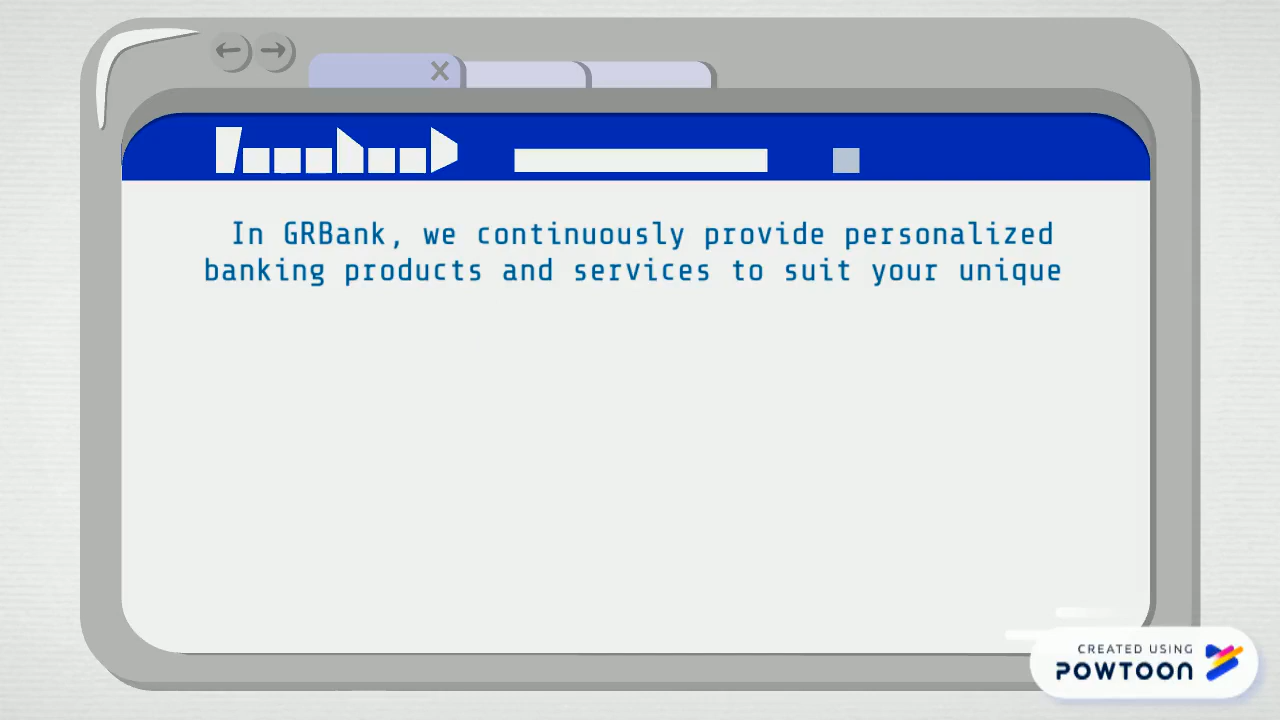 In GRBank, we continuously provide personalized
banking products and services to suit your unique
CREATED USING
POWTOON